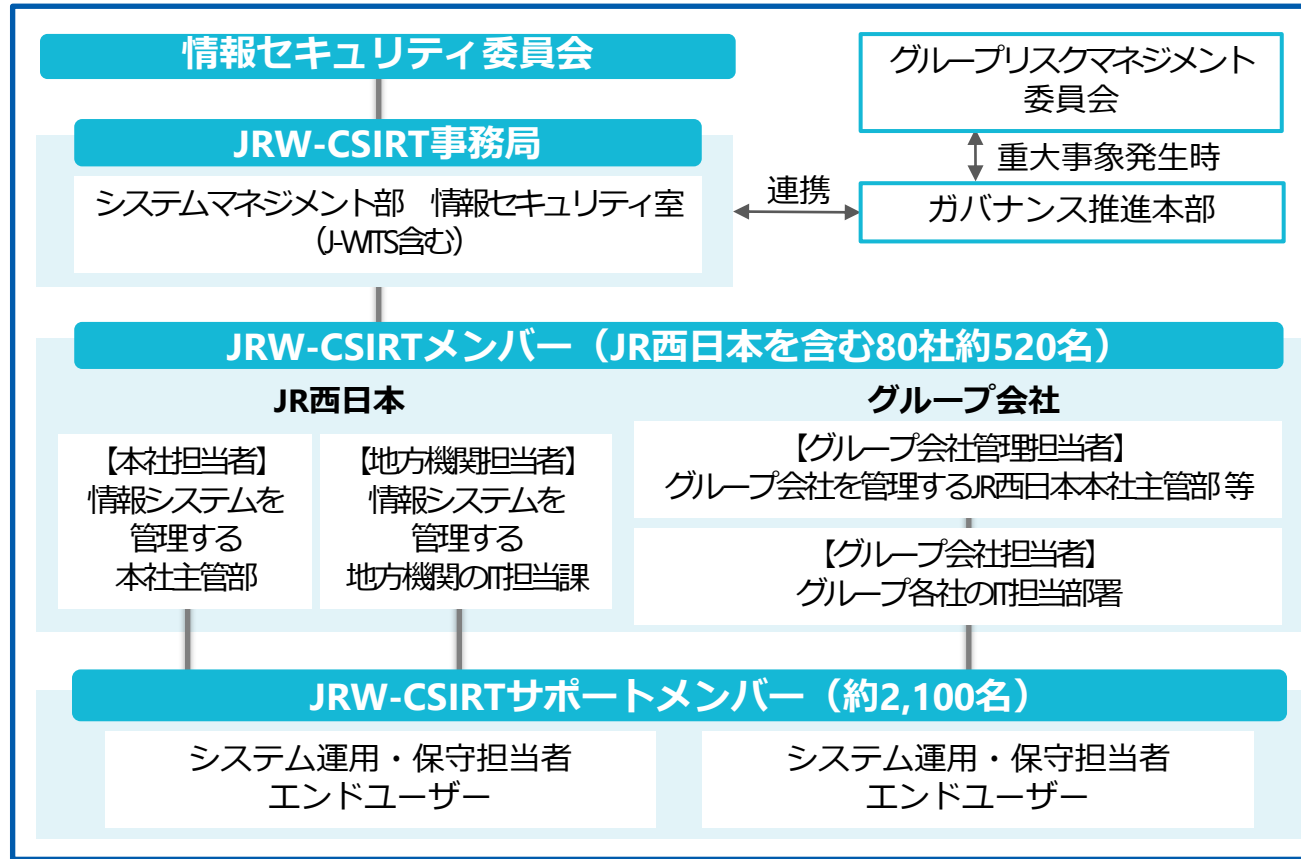 情報セキュリティ委員会
グループリスクマネジメント
委員会
JRW-CSIRT事務局
システムマネジメント部　情報セキュリティ室
（J-WITS含む）
連携
重大事象発生時
ガバナンス推進本部
JRW-CSIRTメンバー（JR西日本を含む80社約520名）
JR西日本
【本社担当者】
情報システムを
管理する
本社主管部
【地方機関担当者】
情報システムを
管理する
地方機関のIT担当課
グループ会社
【グループ会社管理担当者】
グループ会社を管理するJR西日本本社主管部 等
【グループ会社担当者】
グループ各社のIT担当部署
JRW-CSIRTサポートメンバー（約2,100名）
システム運用・保守担当者
エンドユーザー
システム運用・保守担当者
エンドユーザー